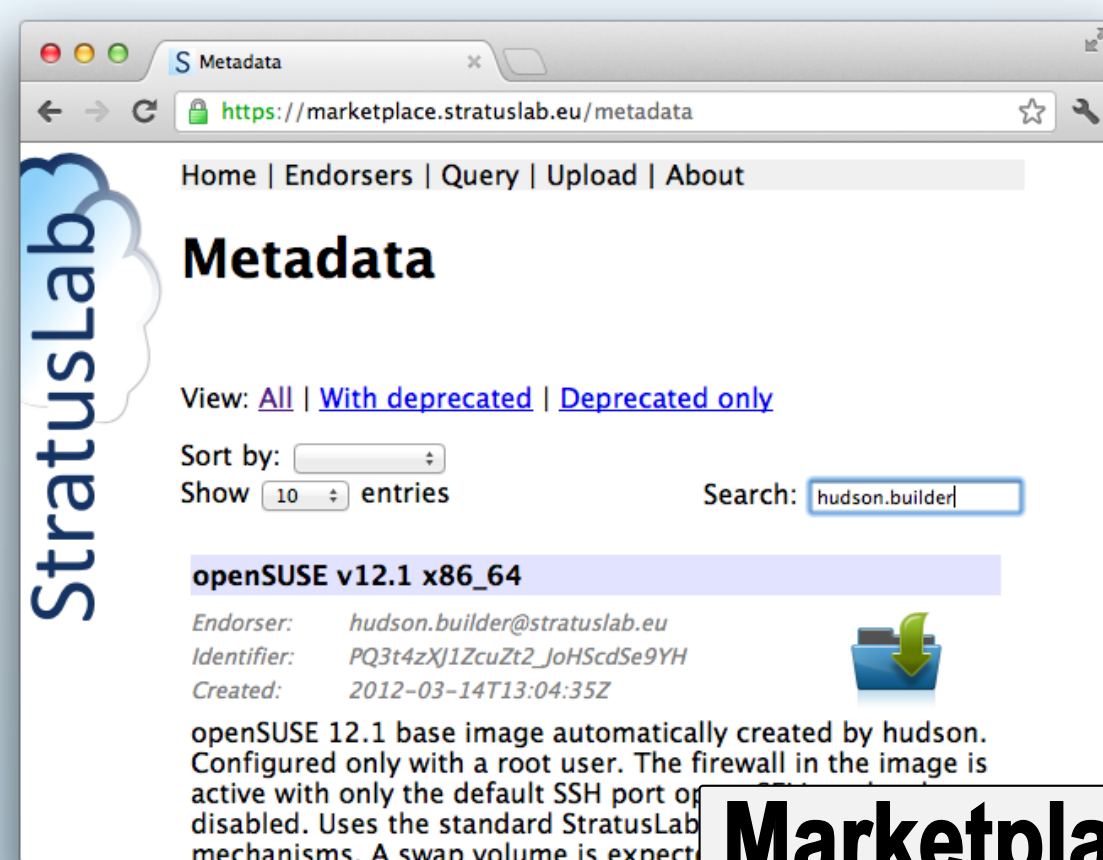 S Metadata
https://marketplace.stratuslab.eu/metadata
StratusLab
Home | Endorsers | Query | Upload | About
Metadata
View: All | With deprecated | Deprecated only
Sort by:
Show 10 entries
Search: hudson.builder
openSUSE v12.1 x86_64
Endorser: hudson.builder@stratuslab.eu
Identifier: PQ3t4zXJ1ZcuZt2_JoHScdSe9YH
Created: 2012-03-14T13:04:35Z
openSUSE 12.1 base image automatically created by hudson.
Configured only with a root user. The firewall in the image is
active with only the default SSH port
disabled. Uses the standard StratusLab
mechanisms. A swap volume is
Marketpla